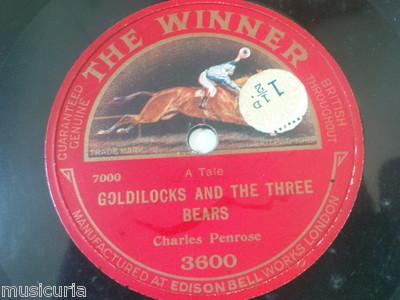 THE WINNER
GUARANTEED GENUINE
BRITISH THROUGHOUT
1
D
TRADE MARK
7000
A Tale
GOLDILOCKS AND THE THREE
BEARS
Charles Penrose
3600
MANUFACTURED AT EDISON BELL WORKS LONDON
musicuria